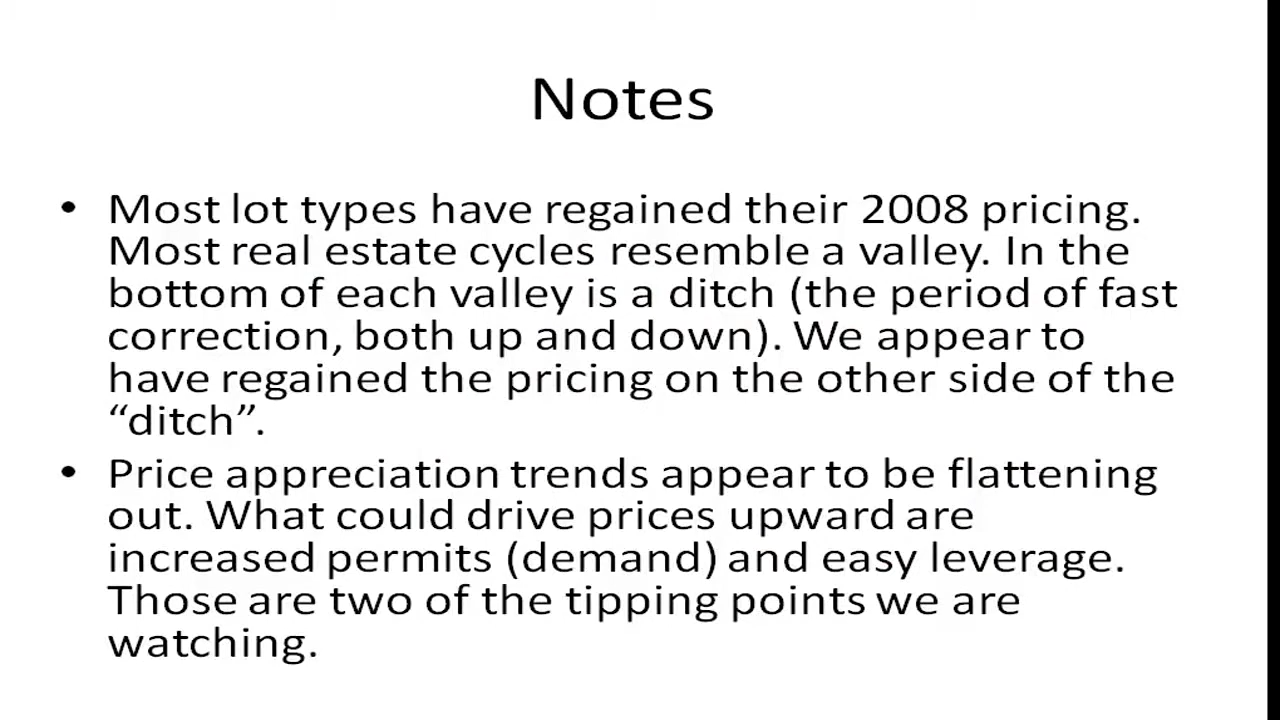 Notes
• Most lot types have regained their 2008 pricing.
Most real estate cycles resemble a valley. In the
bottom of each valley is a ditch (the period of fast
correction, both up and down). We appear to
have regained the pricing on the other side of the
“ditch”.
• Price appreciation trends appear to be flattening
out. What could drive prices upward are
increased permits (demand) and easy leverage.
Those are two of the tipping points we are
watching.